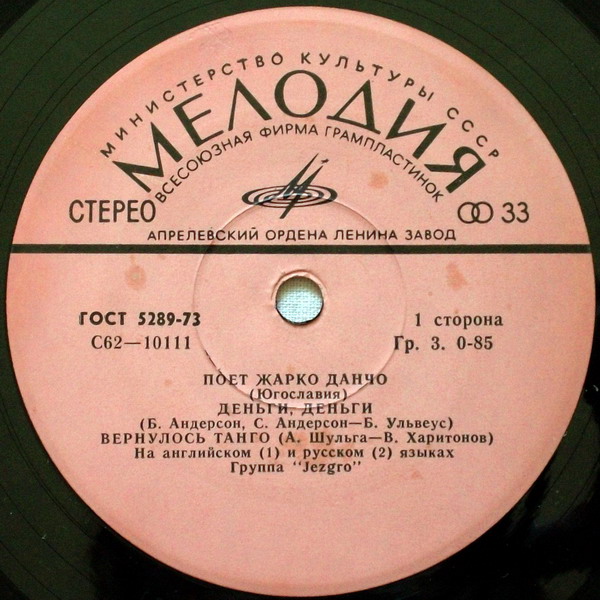 МИНИСТЕРСТВО КУЛЬТУРЫ СССР
МЕЛОДИЯ
ВСЕСОЮЗНАЯ ФИРМА ГРАМПЛАСТИНОК
СТЕРЕО
33
АПРЕЛЕВСКИЙ ОРДЕНА ЛЕНИНА ЗАВОД
ГОСТ 5289-73
1 сторона
С62—10111
Гр. 3. 0-85
ПОЕТ ЖАРКО ДАНЧО
(Югославия)
ДЕНЬГИ, ДЕНЬГИ
(Б. Андерсон, С. Андерсон—Б. Ульвеус)
ВЕРНУЛОСЬ ТАНГО (А. Шульга—В. Харитонов)
На английском (1) и русском (2) языках
Группа "Jezgro"